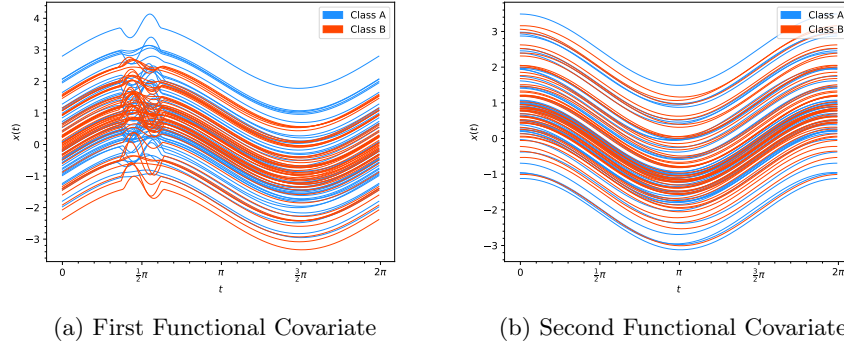 4
3
2
1
0
−1
−2
−3
x(t)
0
½π
π
3/2π
2π
t
Class A
Class B
(a) First Functional Covariate
3
2
1
0
−1
−2
−3
x(t)
0
½π
π
3/2π
2π
t
Class A
Class B
(b) Second Functional Covariate